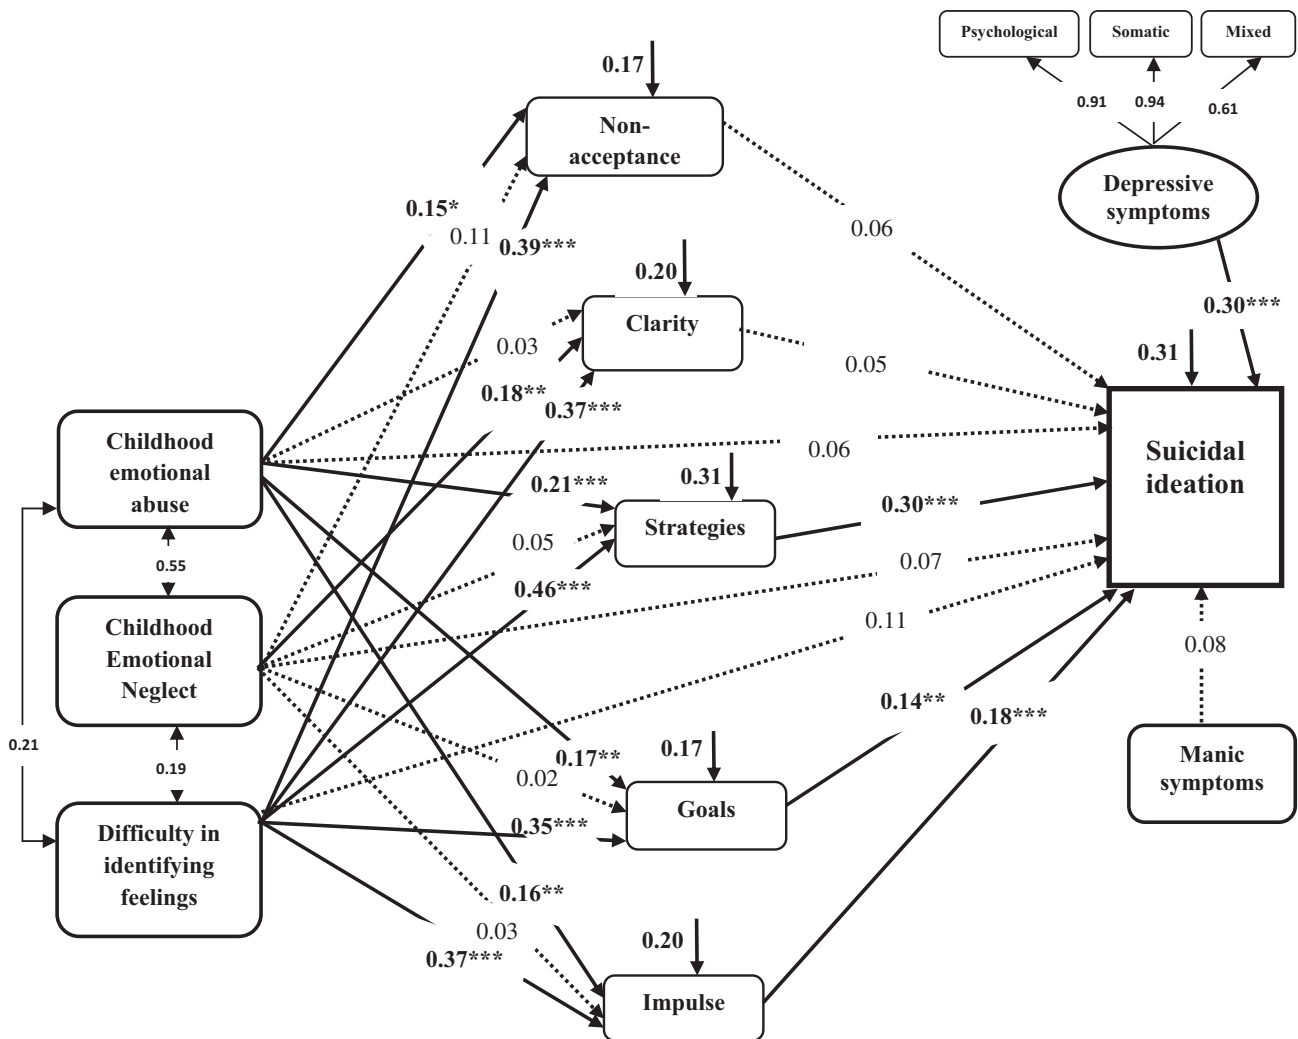 Psychological
Somatic
Mixed
0.91
0.94
0.61
Depressive
symptoms
0.30***
0.17
Non-
acceptance
0.15*
0.11
0.39***
0.06
0.20
Clarity
0.03
0.18**
0.37***
0.05
0.31
Suicidal
ideation
Childhood
emotional
abuse
0.06
0.21***
0.31
Strategies
0.30***
0.05
0.46***
0.07
0.11
0.55
Childhood
Emotional
Neglect
0.21
0.19
0.08
Manic
symptoms
0.14**
0.18***
0.17**
0.02
0.17
Goals
0.35***
Difficulty in
identifying
feelings
0.16**
0.03
0.37***
0.20
Impulse